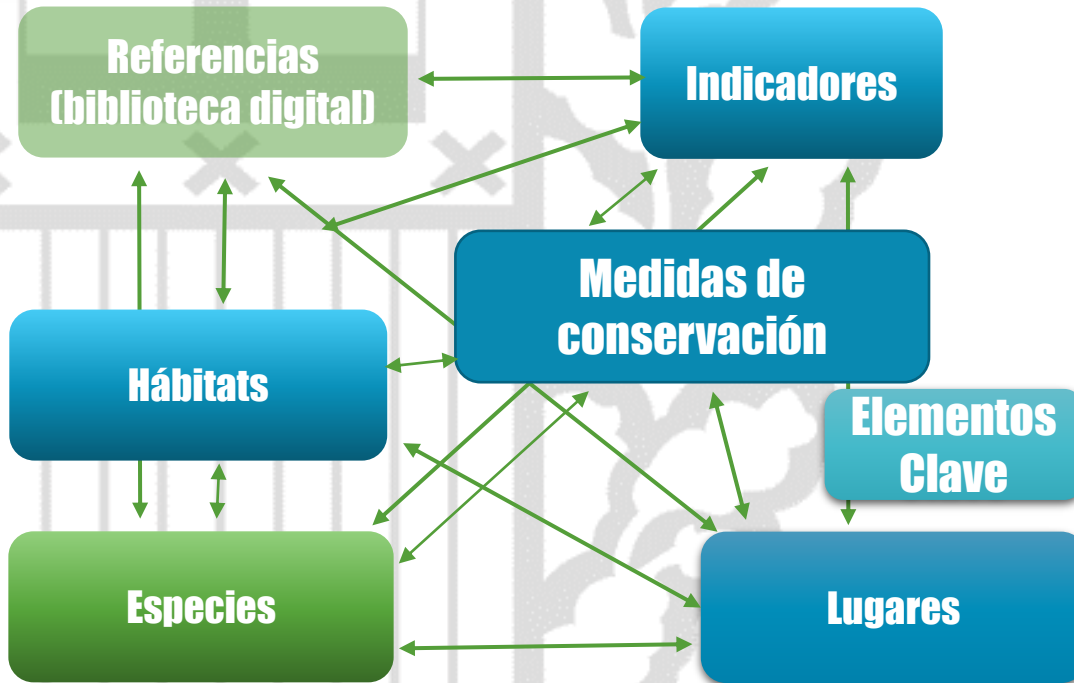 Referencias
(biblioteca digital)
Indicadores
Medidas de
conservación
Hábitats
Elementos
Clave
Especies
Lugares